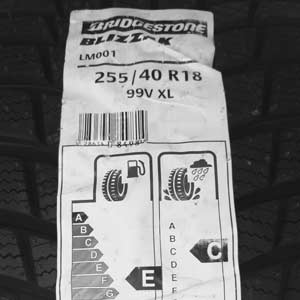 BRIDGESTONE
BLIZZAK
LM001
255/40 R18
99V XL
A
B
C
D
E
E
A
B
C
D
E
C